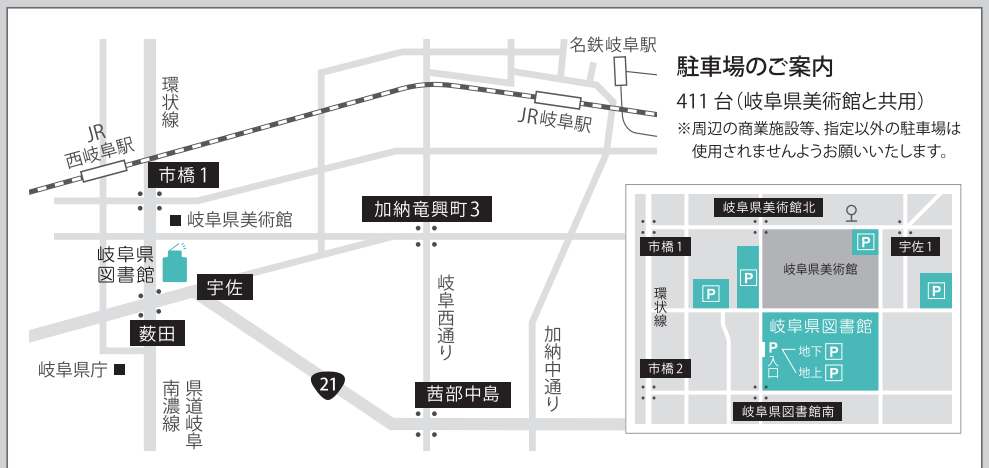 名鉄岐阜駅
環状線
JR岐阜駅
JR
西岐阜駅
市橋1
岐阜県美術館
加納竜興町3
岐阜県
図書館
宇佐
薮田
岐阜西通り
加納中通り
岐阜県庁
県道岐阜
南濃線
21
茜部中島
駐車場のご案内
411台(岐阜県美術館と共用)
※周辺の商業施設等、指定以外の駐車場は
使用されませんようお願いいたします。
岐阜県美術館北
市橋1
P
宇佐1
岐阜県美術館
P
P
P
環状線
岐阜県図書館
P
入口
地下 P
地上 P
市橋2
岐阜県図書館南